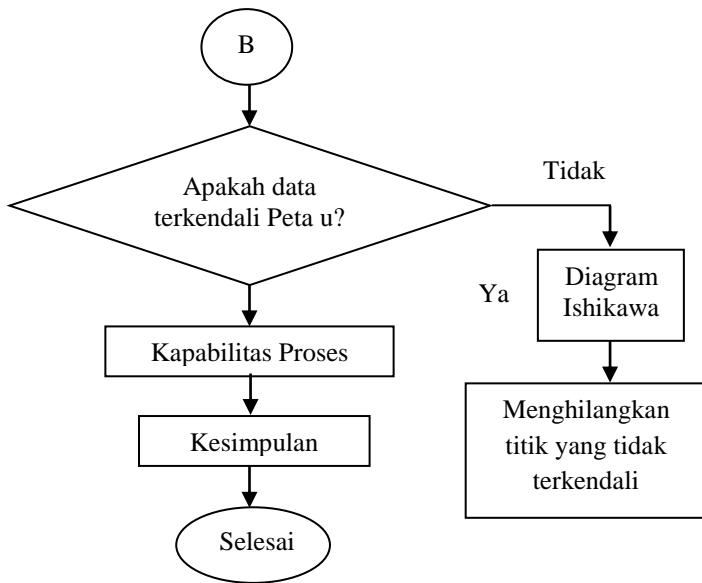 B
Apakah data
terkendali Peta u?
Tidak
Ya
Diagram
Ishikawa
Kapabilitas Proses
Menghilangkan
titik yang tidak
terkendali
Kesimpulan
Selesai